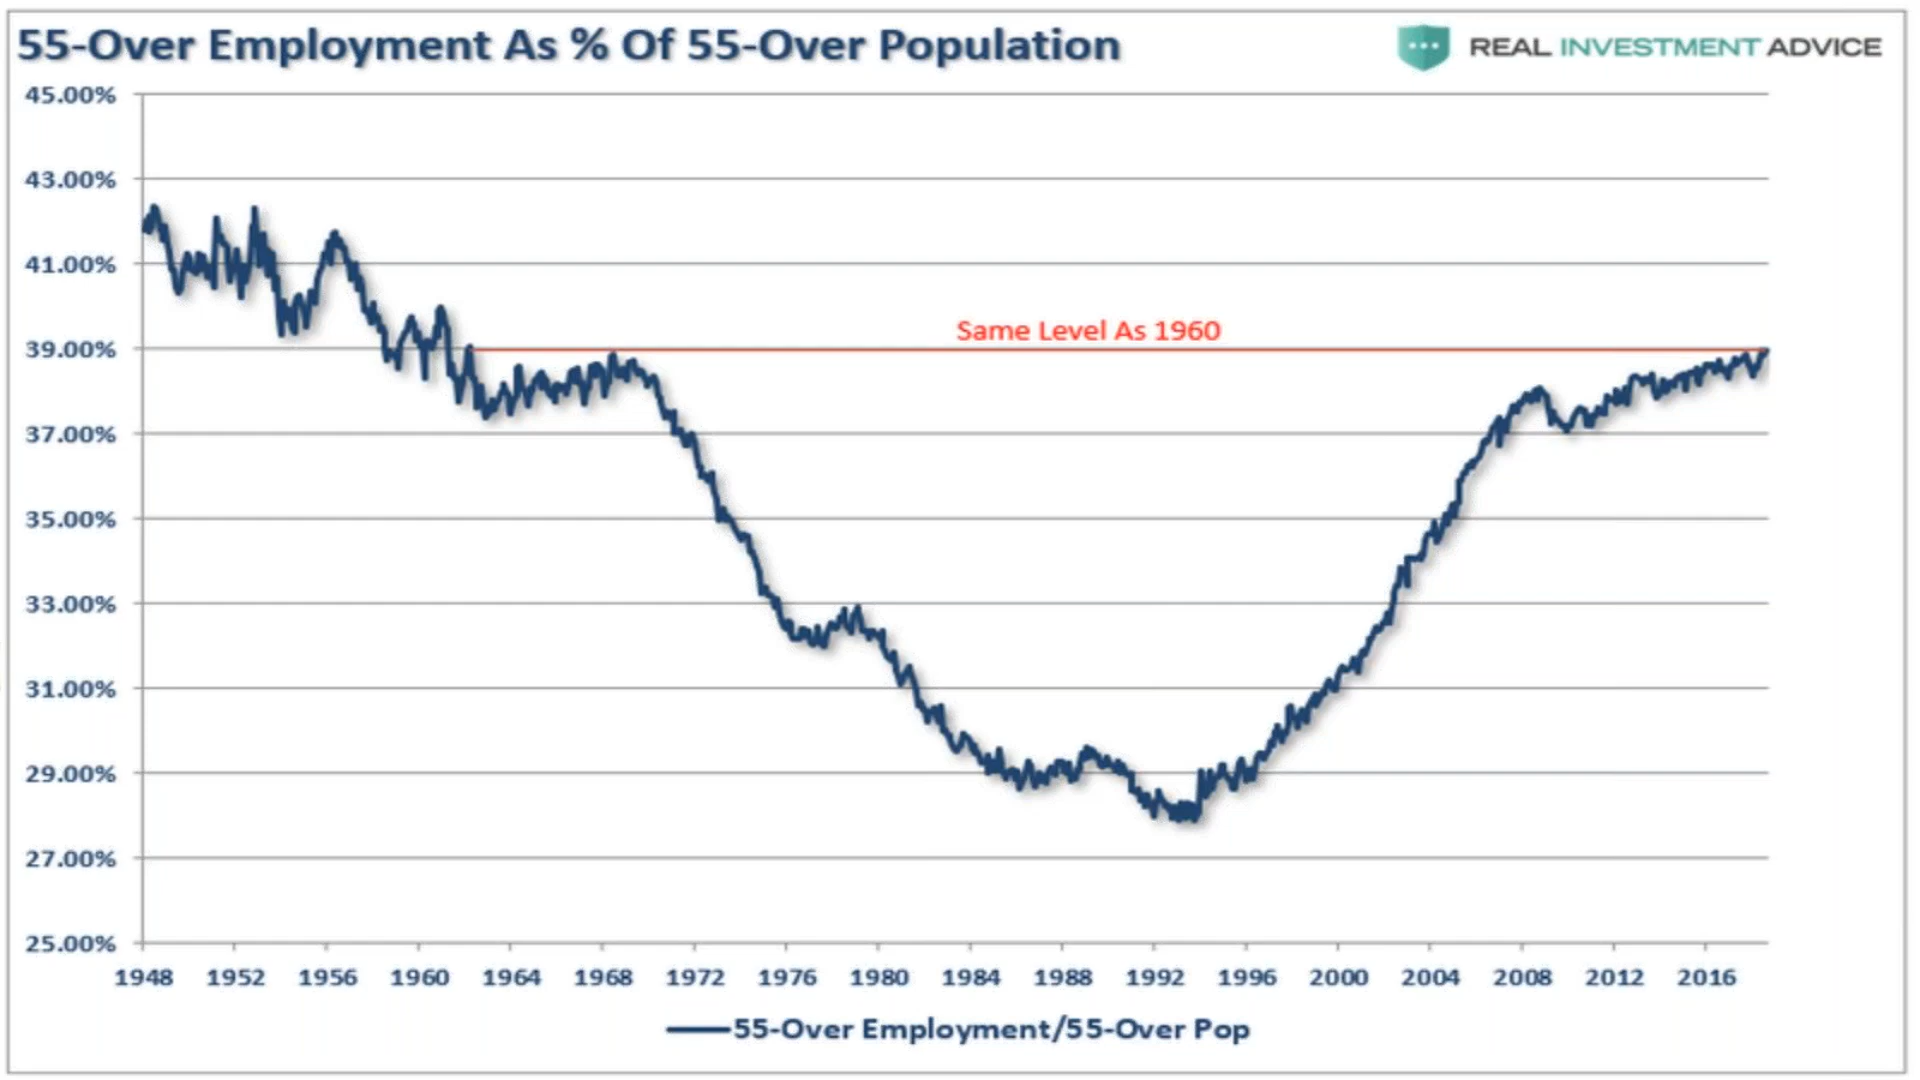 55-Over Employment As % Of 55-Over Population
REAL INVESTMENT ADVICE
45.00%
43.00%
41.00%
39.00%
37.00%
35.00%
33.00%
31.00%
29.00%
27.00%
25.00%
Same Level As 1960
1948 1952 1956 1960 1964 1968 1972 1976 1980 1984 1988 1992 1996 2000 2004 2008 2012 2016
55-Over Employment/55-Over Pop